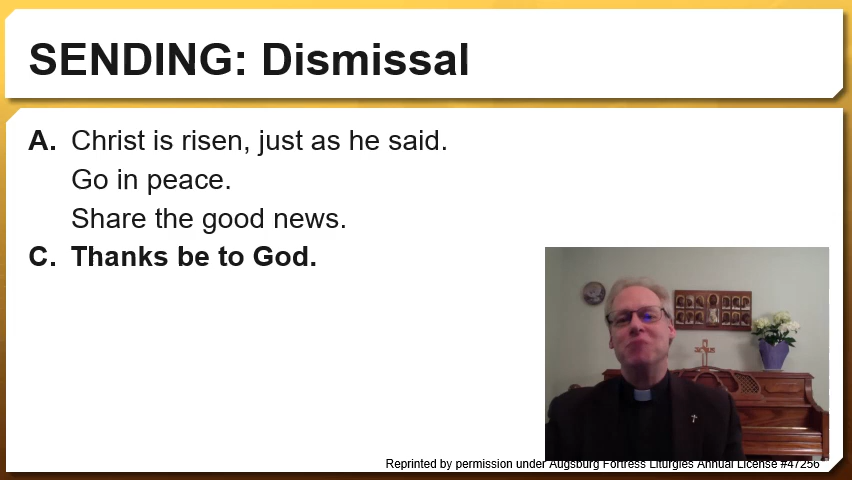 SENDING: Dismissal
A. Christ is risen, just as he said.
Go in peace.
Share the good news.
C. Thanks be to God.
Reprinted by permission under Augsburg Fortress Liturgies Annual License #47256